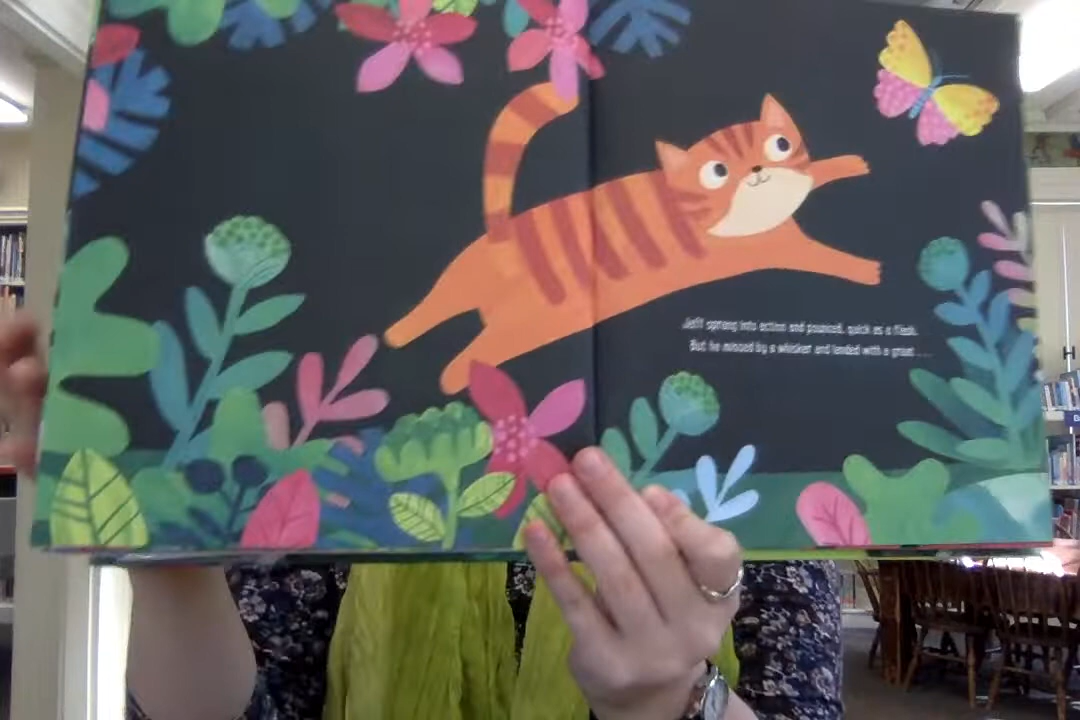 Jeff sprang into action and pounced, quick as a flash.
But he missed by a whisker and landed with a great . . . .